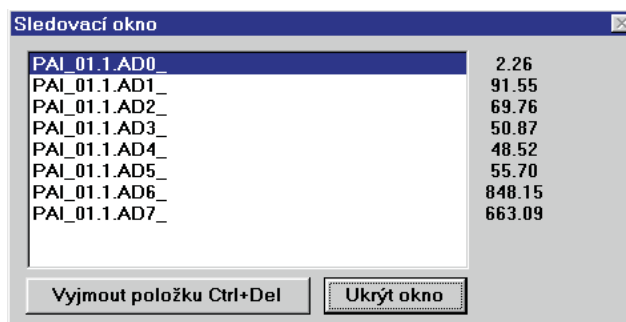 Sledovací okno
PAI_01.1.AD0_ 2.26
PAI_01.1.AD1_ 91.55
PAI_01.1.AD2_ 69.76
PAI_01.1.AD3_ 50.87
PAI_01.1.AD4_ 48.52
PAI_01.1.AD5_ 55.70
PAI_01.1.AD6_ 848.15
PAI_01.1.AD7_ 663.09
Vyjmout položku Ctrl+Del Ukrýt okno